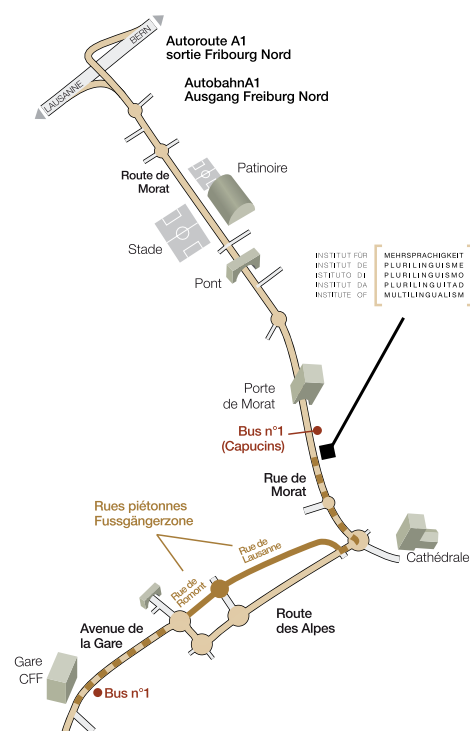 BERN
LAUSANNE
Autoroute A1
sortie Fribourg Nord
AutobahnA1
Ausgang Freiburg Nord
Route de
Morat
Patinoire
Stade
Pont
INSTITUT FÜR MEHRSPRACHIGKEIT
INSTITUT DE PLURILINGUISME
ISTITUTO DI PLURILINGUISMO
INSTITUT DA PLURILINGUITAD
INSTITUTE OF MULTILINGUALISM
Porte
de Morat
Bus n°1
(Capucins)
Rue de
Morat
Rues piétonnes
Fussgängerzone
Rue de
Lausanne
Cathédrale
Rue de
Romont
Avenue de
la Gare
Route
des Alpes
Gare
CFF
Bus n°1